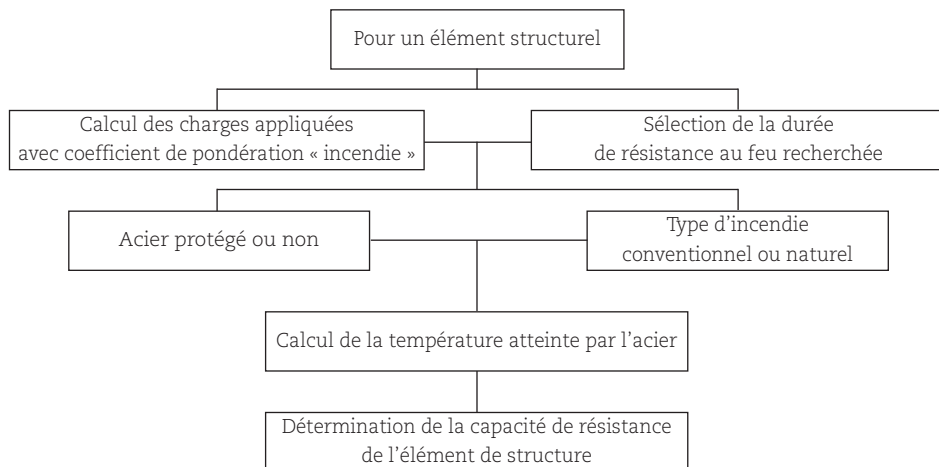 Pour un élément structurel
Calcul des charges appliquées
avec coefficient de pondération « incendie »
Sélection de la durée
de résistance au feu recherchée
Acier protégé ou non
Type d’incendie
conventionnel ou naturel
Calcul de la température atteinte par l’acier
Détermination de la capacité de résistance
de l’élément de structure